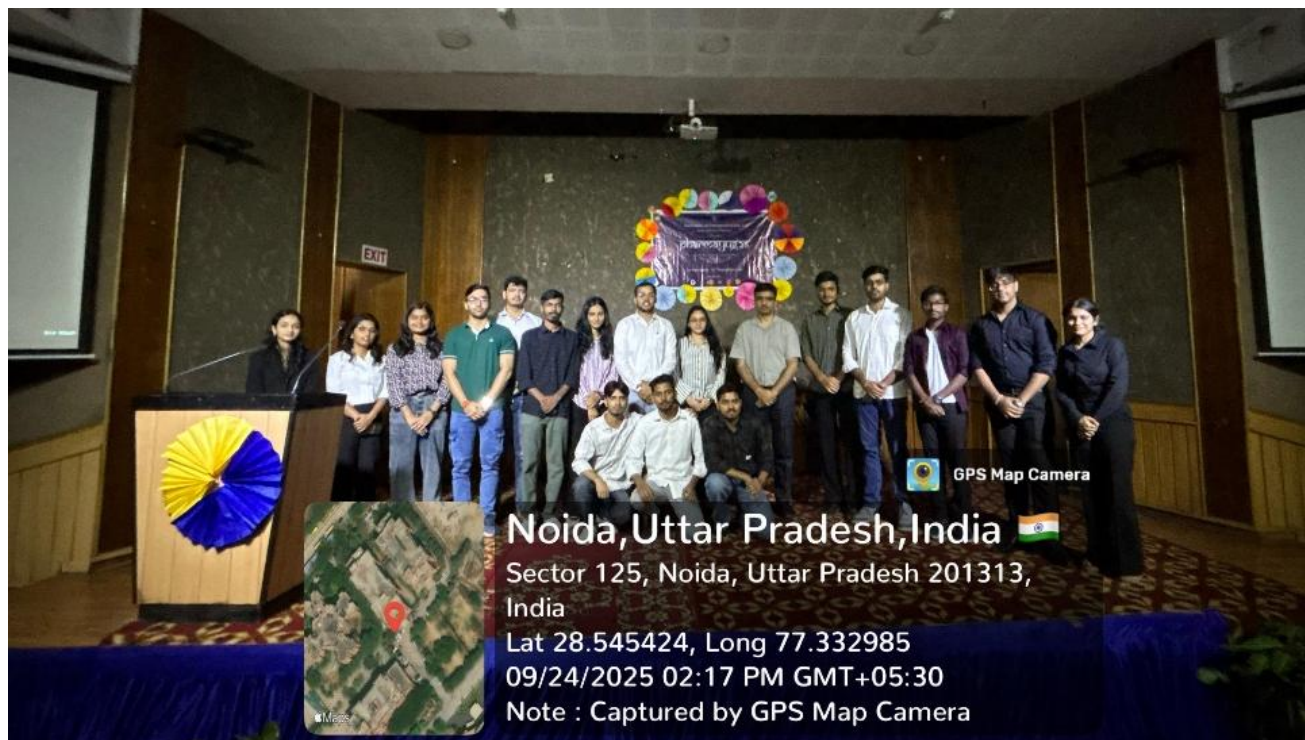 EXIT
GPS Map Camera
Noida,Uttar Pradesh,India
Sector 125, Noida, Uttar Pradesh 201313,
India
Lat 28.545424, Long 77.332985
09/24/2025 02:17 PM GMT+05:30
Note : Captured by GPS Map Camera
Maps